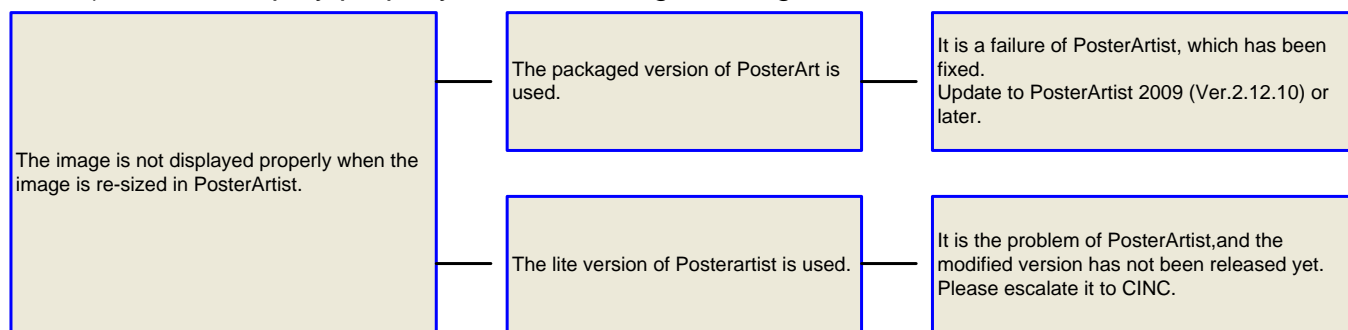 The image is not displayed properly when the
image is re-sized in PosterArtist.
The packaged version of PosterArt is
used.
It is a failure of PosterArtist, which has been
fixed.
Update to PosterArtist 2009 (Ver.2.12.10) or
later.
The lite version of Posterartist is used.
It is the problem of PosterArtist,and the
modified version has not been released yet.
Please escalate it to CINC.